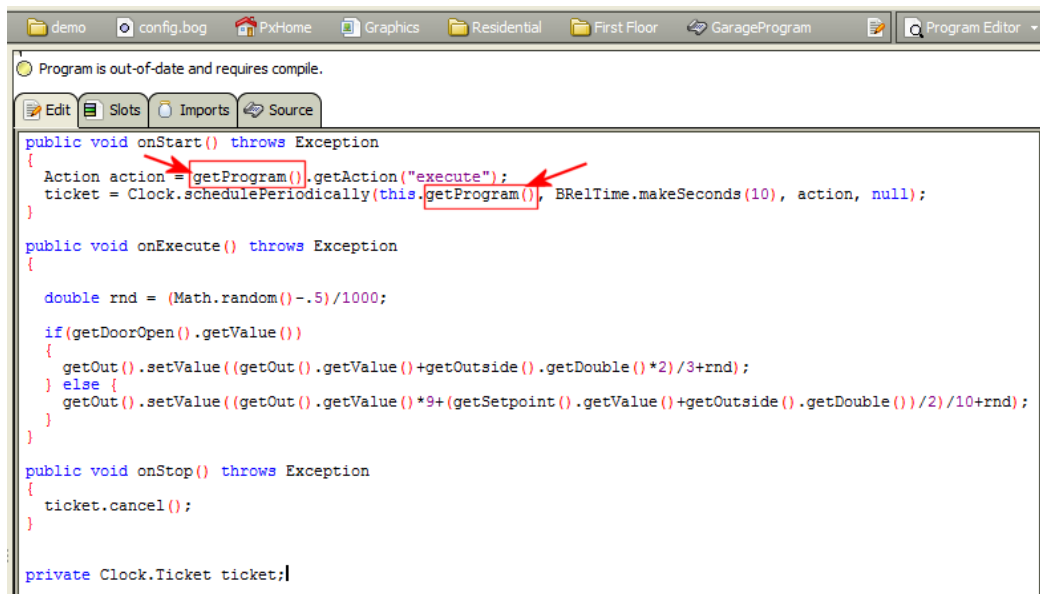 demo config.bog PxHome Graphics Residential First Floor GarageProgram Program Editor
Program is out-of-date and requires compile.
Edit Slots Imports Source
public void onStart() throws Exception
{
Action action = getProgram().getAction("execute");
ticket = Clock.schedulePeriodically(this.getProgram(), BRelTime.makeSeconds(10), action, null);
}
public void onExecute() throws Exception
{
double rnd = (Math.random()-.5)/1000;
if(getDoorOpen().getValue())
{
getOut().setValue((getOut().getValue()+getOutside().getDouble()*2)/3+rnd);
} else {
getOut().setValue((getOut().getValue()*9+(getSetpoint().getValue()+getOutside().getDouble())/2)/10+rnd);
}
}
public void onStop() throws Exception
{
ticket.cancel();
}
private Clock.Ticket ticket;